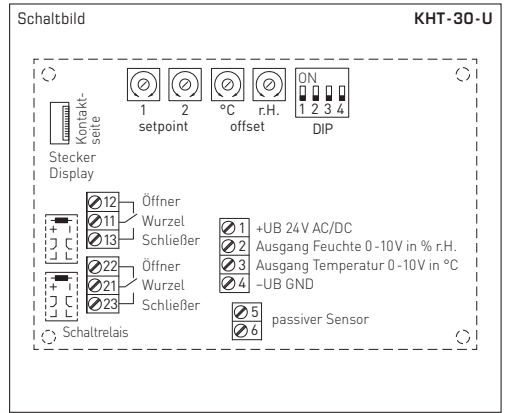 Schaltbild KHT-30-U
ON
1 2 °C r.H. 1 2 3 4
setpoint offset DIP
Kontakt-
seite
Stecker
Display
12 Öffner
11 Wurzel
13 Schließer
+ -
22 Öffner
21 Wurzel
23 Schließer
+ -
Schaltrelais
1 +UB 24V AC/DC
2 Ausgang Feuchte 0-10V in % r.H.
3 Ausgang Temperatur 0-10V in °C
4 –UB GND
5 passiver Sensor
6